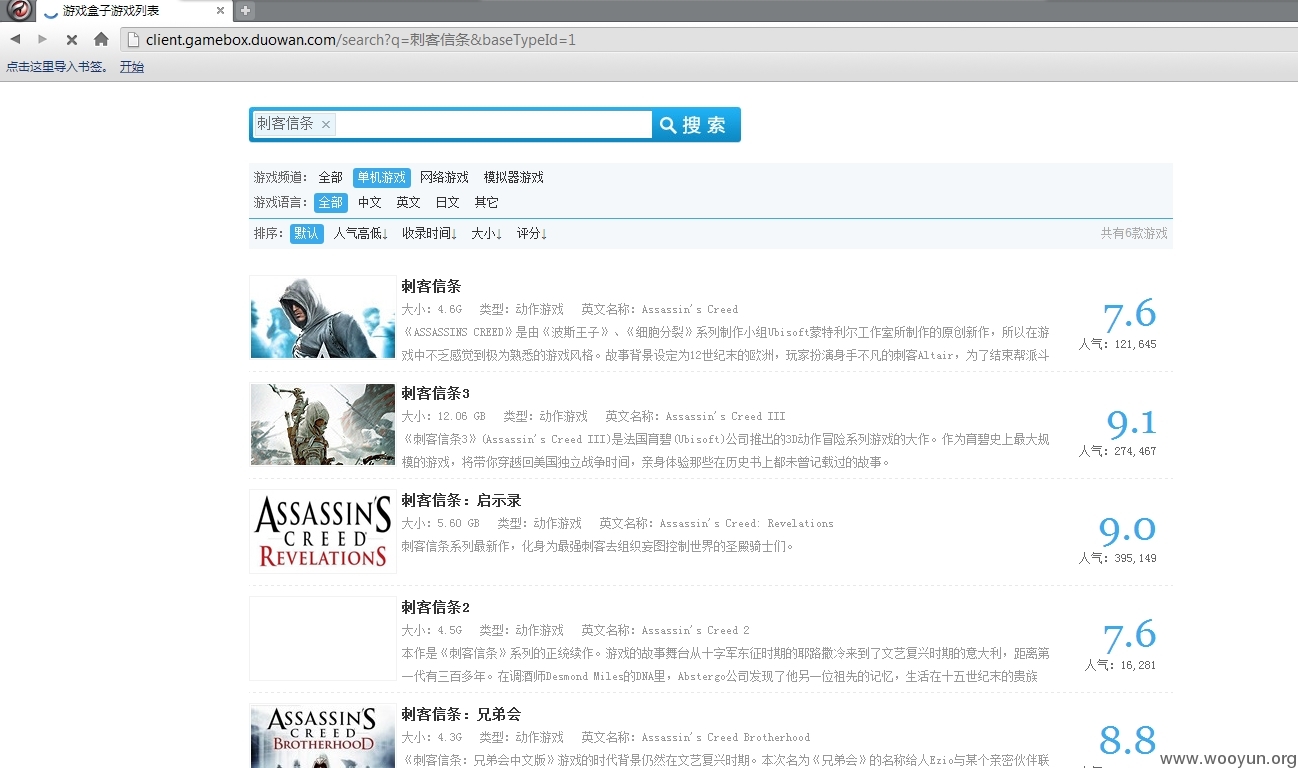 游戏盒子游戏列表
client.gamebox.duowan.com/search?q=刺客信条&baseTypeId=1
点击这里导入书签。 开始
刺客信条 × 搜索
游戏频道： 全部 单机游戏 网络游戏 模拟器游戏
游戏语言： 全部 中文 英文 日文 其它
排序： 默认 人气高低↓ 收录时间↓ 大小↓ 评分↓ 共有6款游戏
刺客信条
大小：4.6G 类型：动作游戏 英文名称：Assassin's Creed
《ASSASSINS CREED》是由《波斯王子》、《细胞分裂》系列制作小组Ubisoft蒙特利尔工作室所制作的原创新作，所以在游
戏中不乏感觉到极为熟悉的游戏风格。故事背景设定为12世纪末的欧洲，玩家扮演身手不凡的刺客Altair，为了结束帮派斗
7.6
人气：121,645
刺客信条3
大小：12.06 GB 类型：动作游戏 英文名称：Assassin's Creed III
《刺客信条3》(Assassin's Creed III)是法国育碧(Ubisoft)公司推出的3D动作冒险系列游戏的大作。作为育碧史上最大规
模的游戏，将带你穿越回美国独立战争时间，亲身体验那些在历史书上都未曾记载过的故事。
9.1
人气：274,467
ASSASSIN'S
CREED
REVELATIONS
刺客信条：启示录
大小：5.60 GB 类型：动作游戏 英文名称：Assassin's Creed: Revelations
刺客信条系列最新作，化身为最强刺客去组织妄图控制世界的圣殿骑士们。
9.0
人气：395,149
刺客信条2
大小：4.5G 类型：动作游戏 英文名称：Assassin's Creed 2
本作是《刺客信条》系列的正统续作。游戏的故事舞台从十字军东征时期的耶路撒冷来到了文艺复兴时期的意大利，距离第
一代有三百多年。在调酒师Desmond Miles的DNA里，Abstergo公司发现了他另一位祖先的记忆，生活在十五世纪末的贵族
7.6
人气：16,281
ASSASSIN'S
CREED
BROTHERHOOD
刺客信条：兄弟会
大小：4.3G 类型：动作游戏 英文名称：Assassin's Creed Brotherhood
《刺客信条：兄弟会中文版》游戏的时代背景仍然在文艺复兴时期。本次名为《兄弟会》的名称给人Ezio与某个亲密伙伴联
8.8
www.wooyun.org